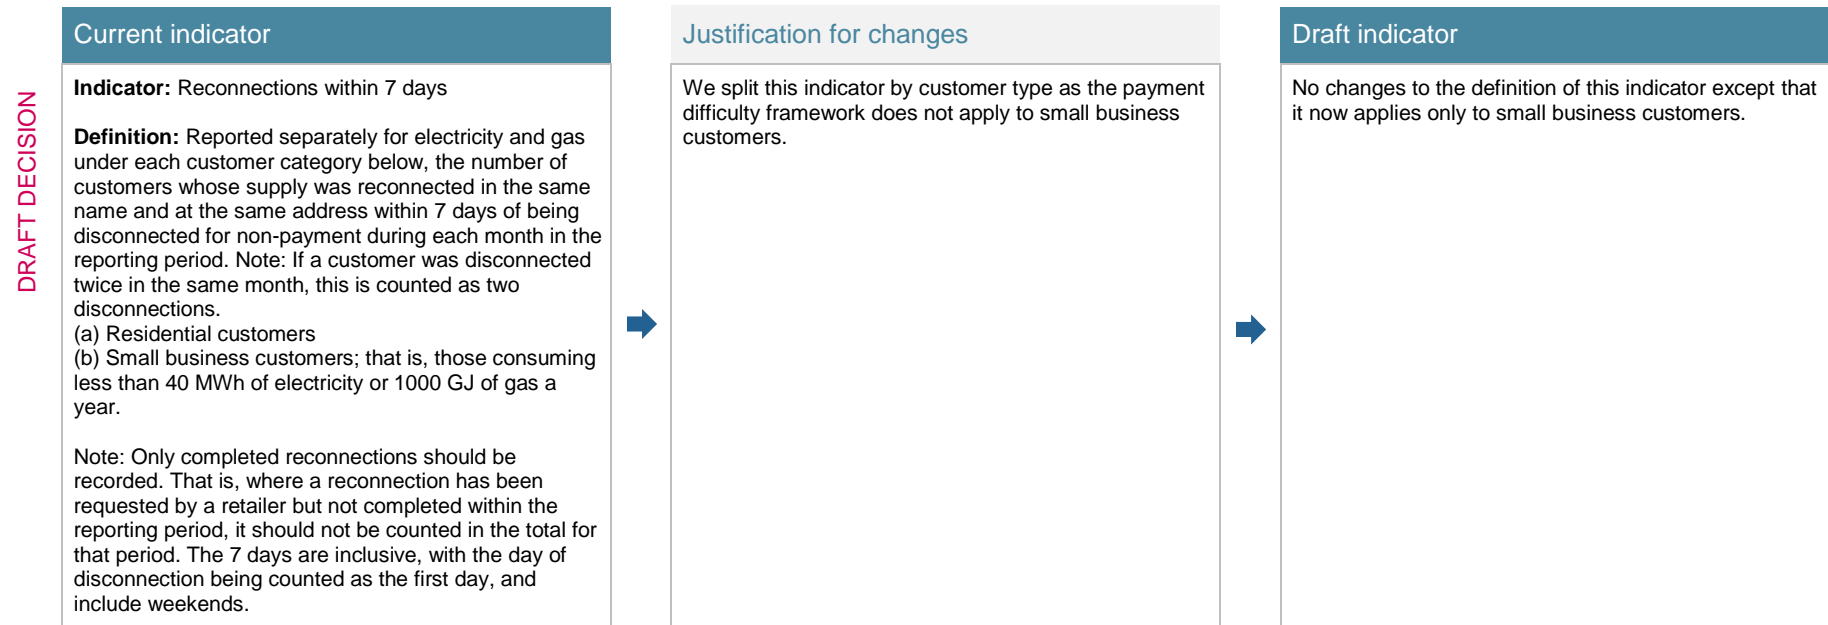 DRAFT DECISION
Current indicator
Indicator: Reconnections within 7 days
Definition: Reported separately for electricity and gas
under each customer category below, the number of
customers whose supply was reconnected in the same
name and at the same address within 7 days of being
disconnected for non-payment during each month in the
reporting period. Note: If a customer was disconnected
twice in the same month, this is counted as two
disconnections.
(a) Residential customers
(b) Small business customers; that is, those consuming
less than 40 MWh of electricity or 1000 GJ of gas a
year.
Note: Only completed reconnections should be
recorded. That is, where a reconnection has been
requested by a retailer but not completed within the
reporting period, it should not be counted in the total for
that period. The 7 days are inclusive, with the day of
disconnection being counted as the first day, and
include weekends.
Justification for changes
We split this indicator by customer type as the payment
difficulty framework does not apply to small business
customers.
Draft indicator
No changes to the definition of this indicator except that
it now applies only to small business customers.